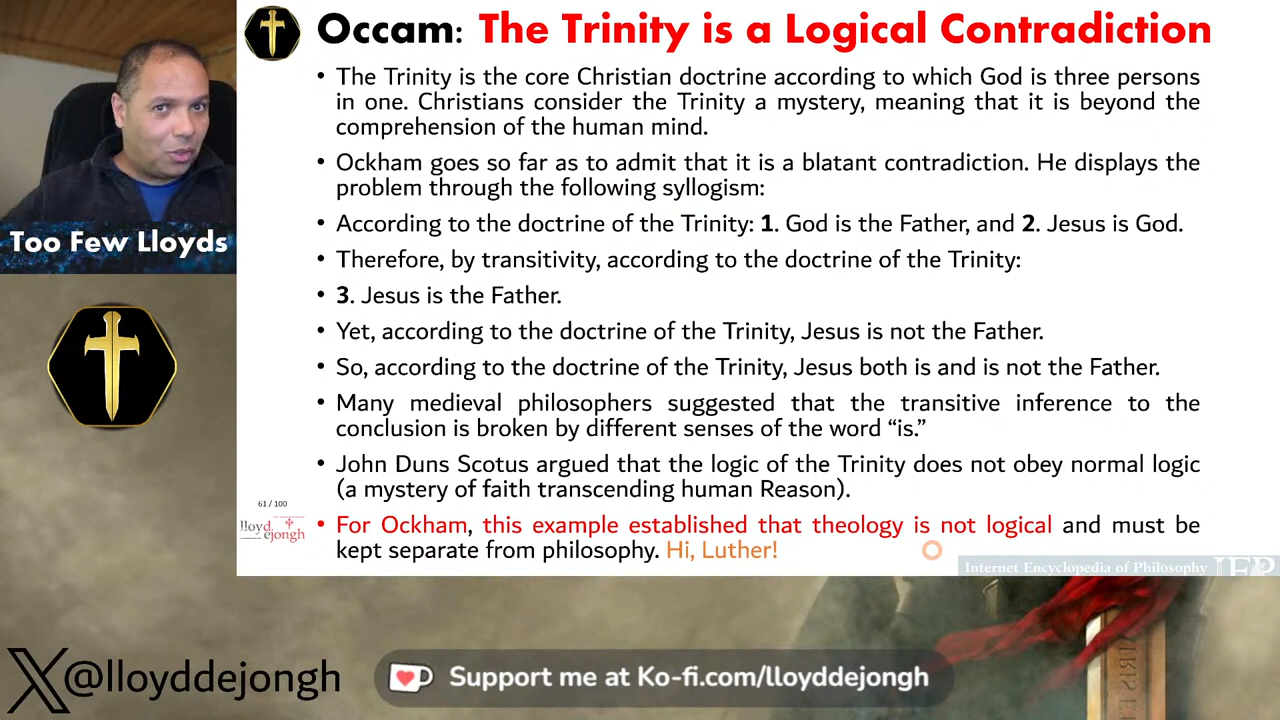 Occam: The Trinity is a Logical Contradiction
• The Trinity is the core Christian doctrine according to which God is three persons
in one. Christians consider the Trinity a mystery, meaning that it is beyond the
comprehension of the human mind.
• Ockham goes so far as to admit that it is a blatant contradiction. He displays the
problem through the following syllogism:
• According to the doctrine of the Trinity: 1. God is the Father, and 2. Jesus is God.
• Therefore, by transitivity, according to the doctrine of the Trinity:
• 3. Jesus is the Father.
• Yet, according to the doctrine of the Trinity, Jesus is not the Father.
• So, according to the doctrine of the Trinity, Jesus both is and is not the Father.
• Many medieval philosophers suggested that the transitive inference to the
conclusion is broken by different senses of the word “is.”
• John Duns Scotus argued that the logic of the Trinity does not obey normal logic
(a mystery of faith transcending human Reason).
• For Ockham, this example established that theology is not logical and must be
kept separate from philosophy. Hi, Luther!
Too Few Lloyds
61 / 100
lloyd
dejongh
Internet Encyclopedia of Philosophy IEP
X@lloyddejongh
Support me at Ko-fi.com/lloyddejongh